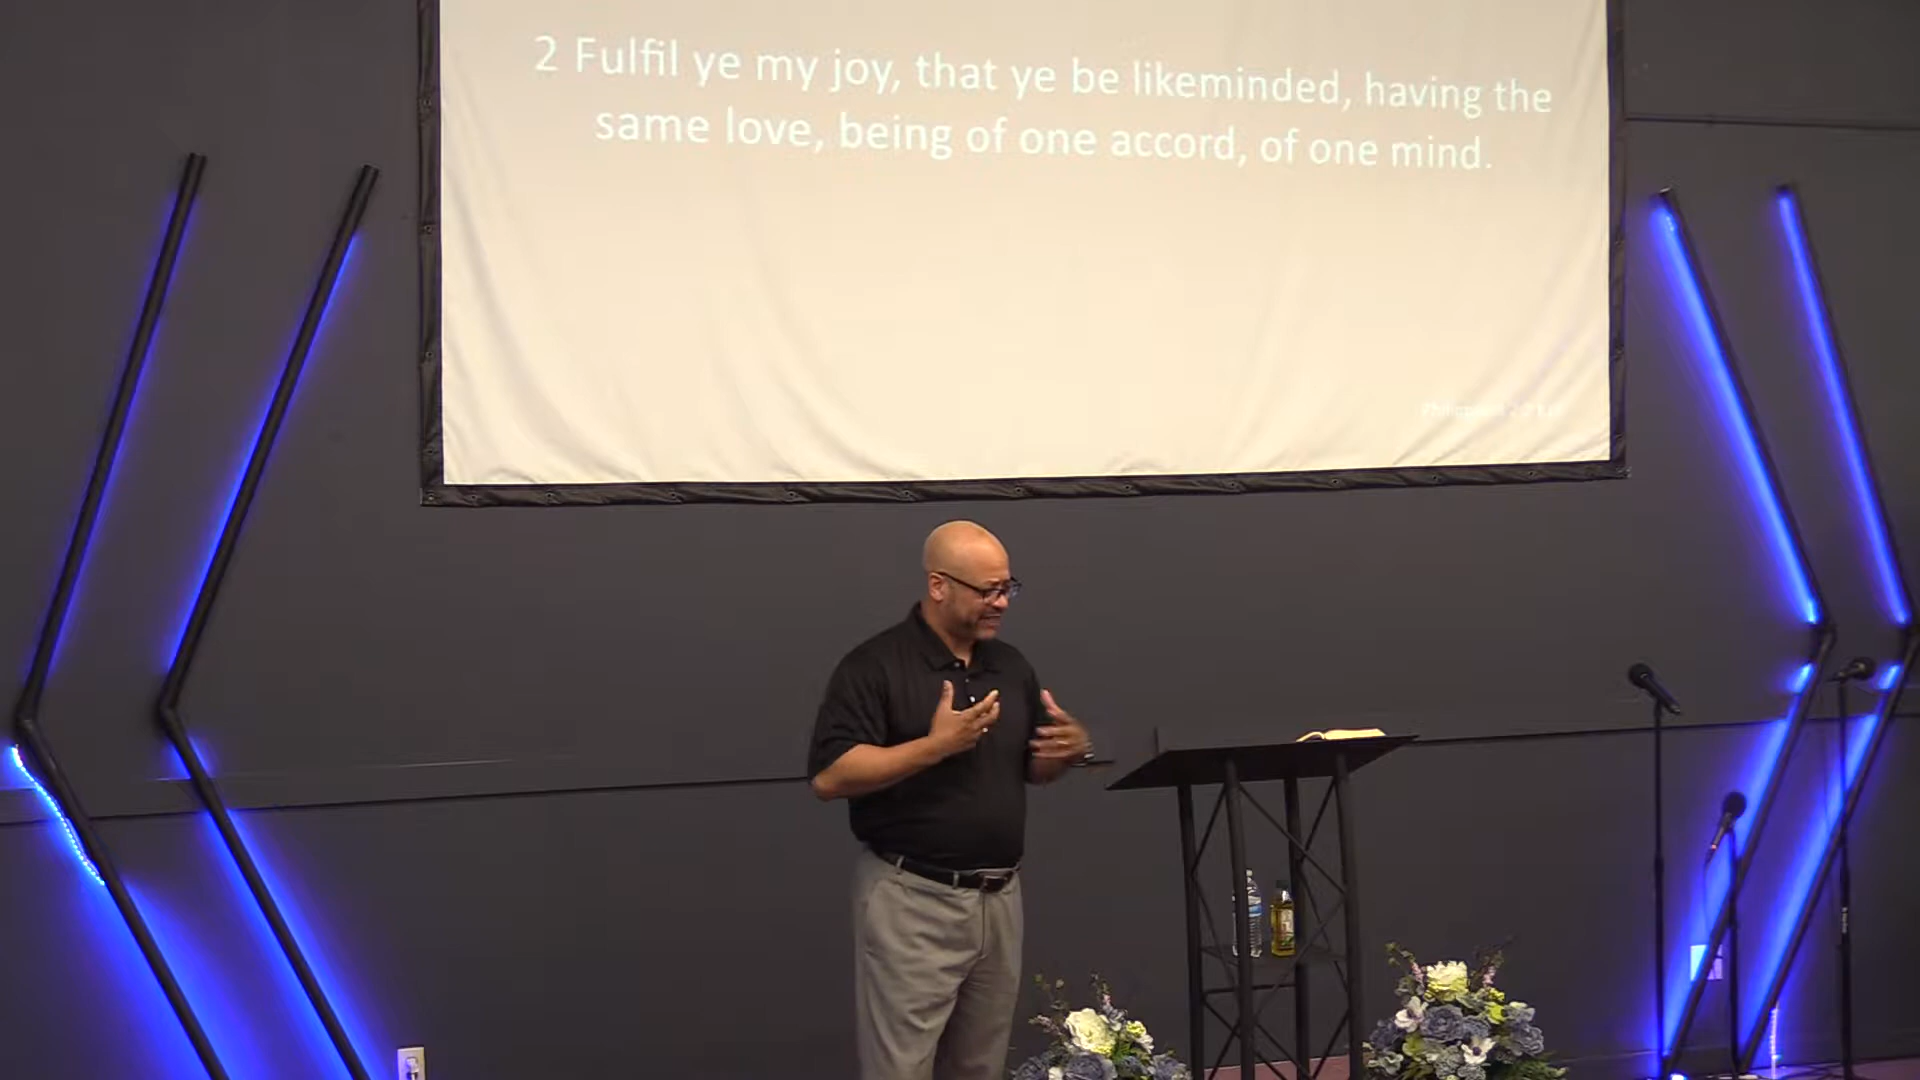 2 Fulfil ye my joy, that ye be likeminded, having the
same love, being of one accord, of one mind.